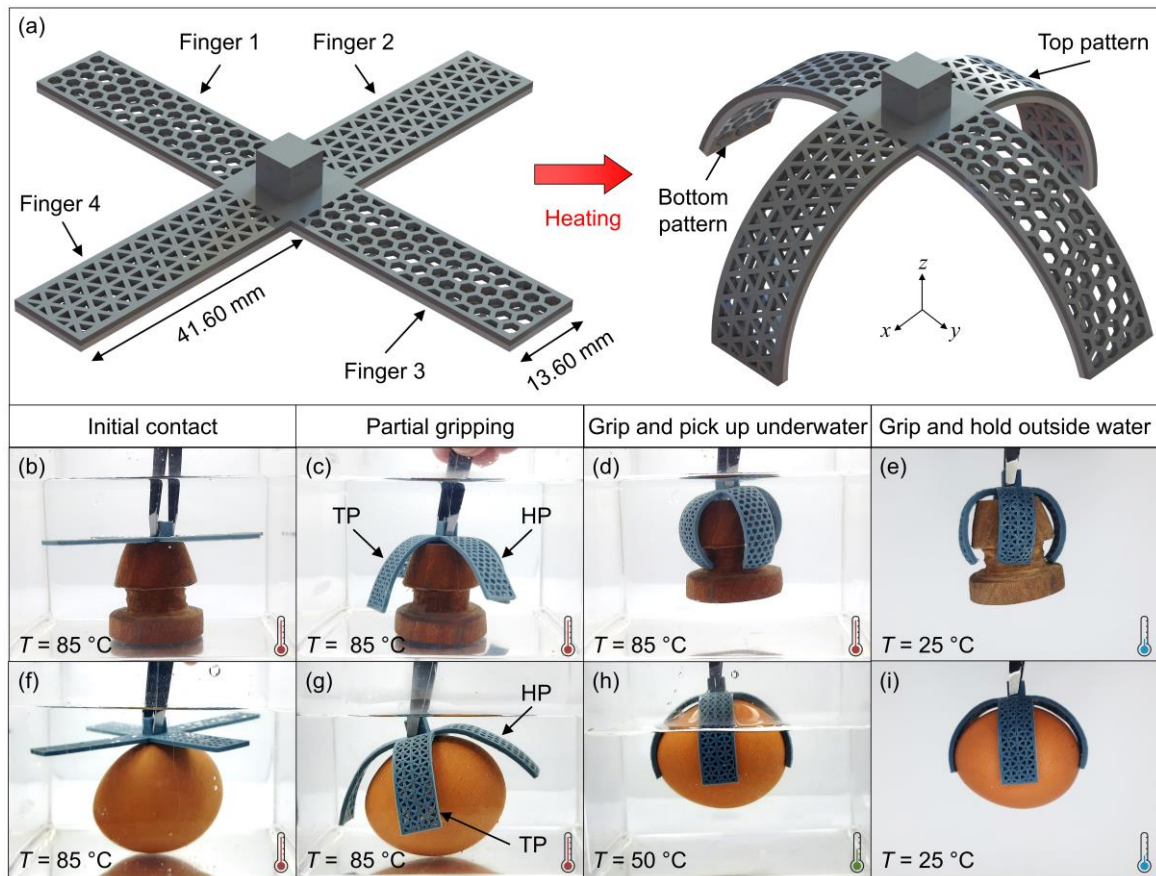 (a)
Finger 1
Finger 2
Finger 4
Finger 3
41.60 mm
13.60 mm
Heating
Top pattern
Bottom
pattern
z
x
y
Initial contact
Partial gripping
Grip and pick up underwater
Grip and hold outside water
(b)
T = 85 °C
(c)
TP
HP
T = 85 °C
(d)
T = 85 °C
(e)
T = 25 °C
(f)
T = 85 °C
(g)
HP
TP
T = 85 °C
(h)
T = 50 °C
(i)
T = 25 °C